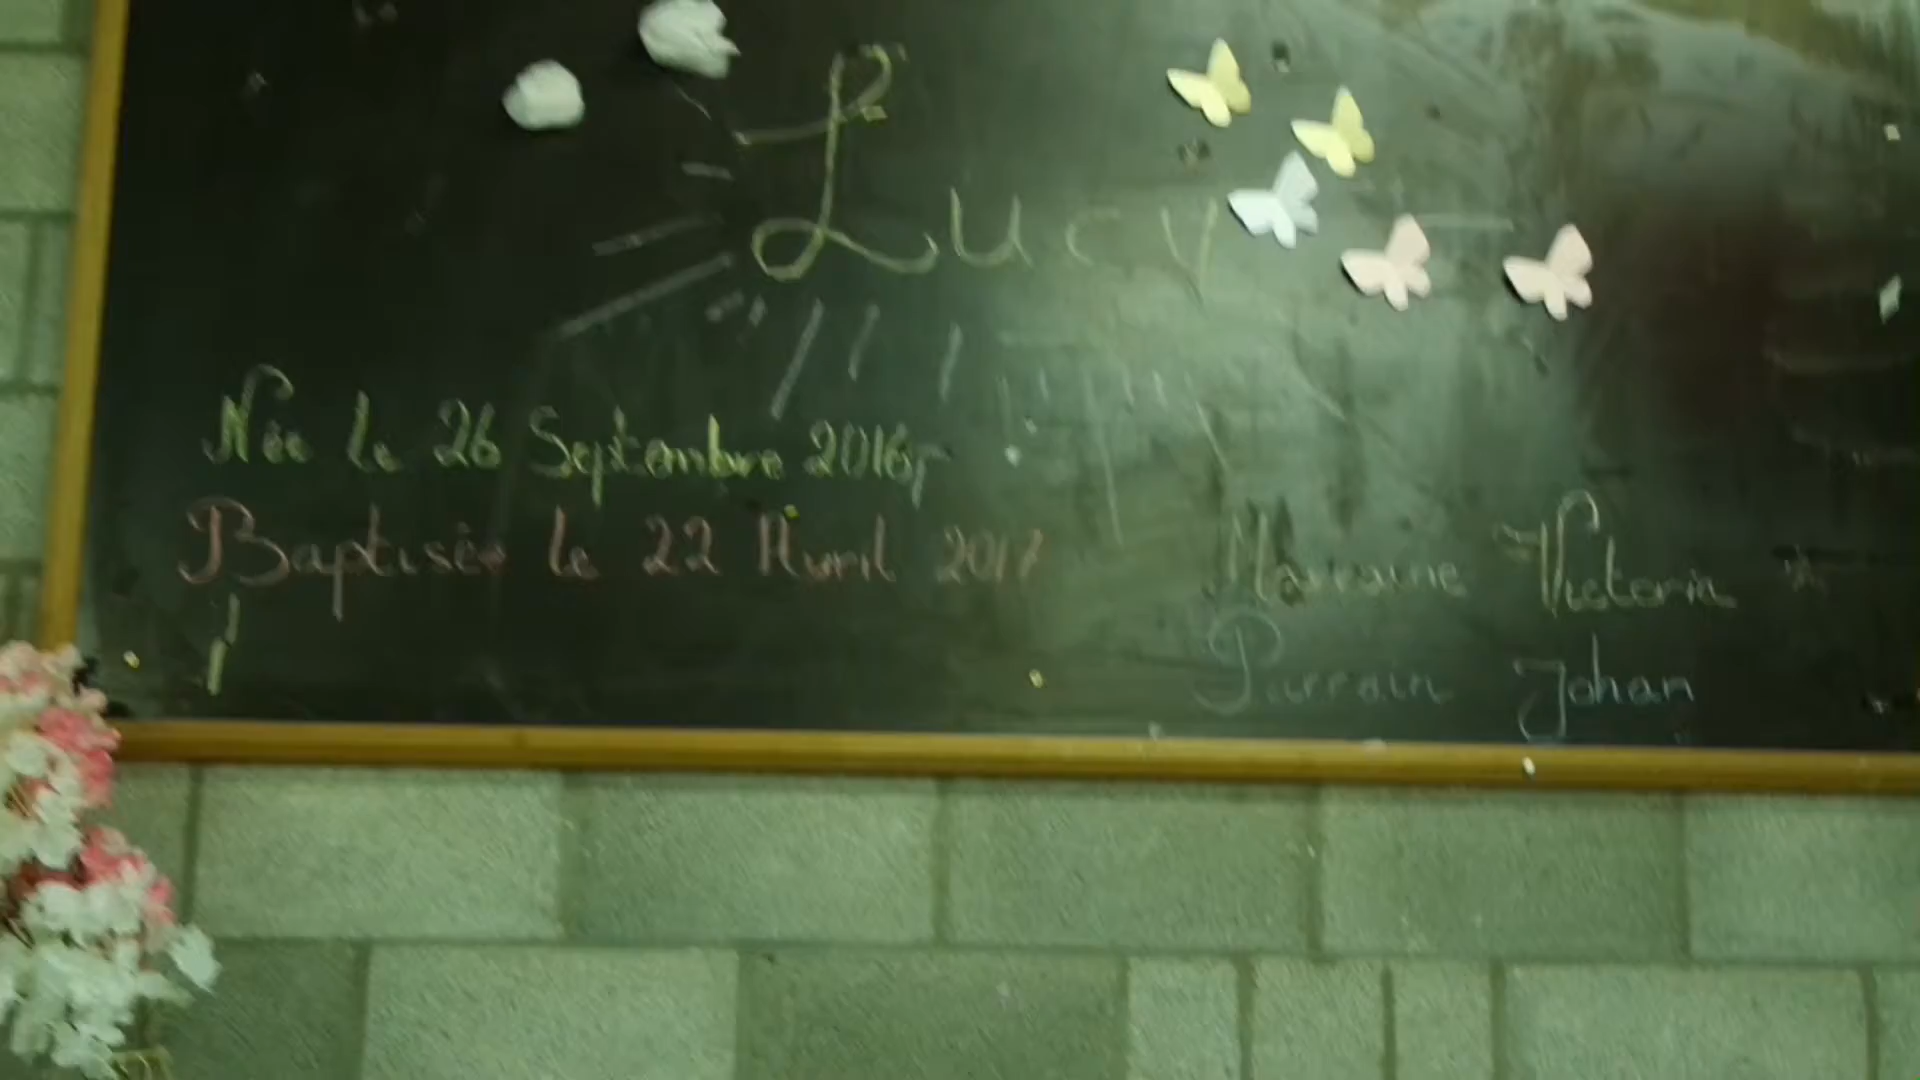 Lucy
Née le 26 Septembre 2016
Baptisée le 22 Avril 2017
Marraine Victoria
Parrain Johan